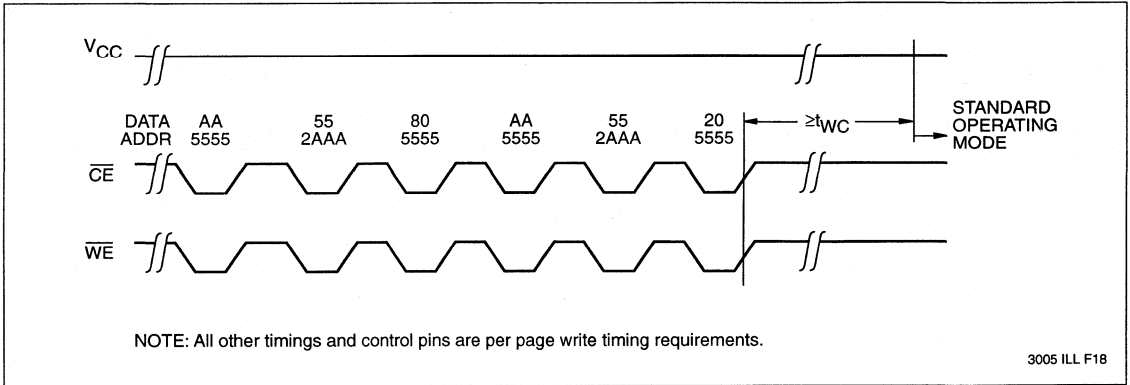 VCC
DATA AA 55 80 AA 55 20
ADDR 5555 2AAA 5555 5555 2AAA 5555
≥tWC
STANDARD
OPERATING
MODE
CE
WE
NOTE: All other timings and control pins are per page write timing requirements.
3005 ILL F18